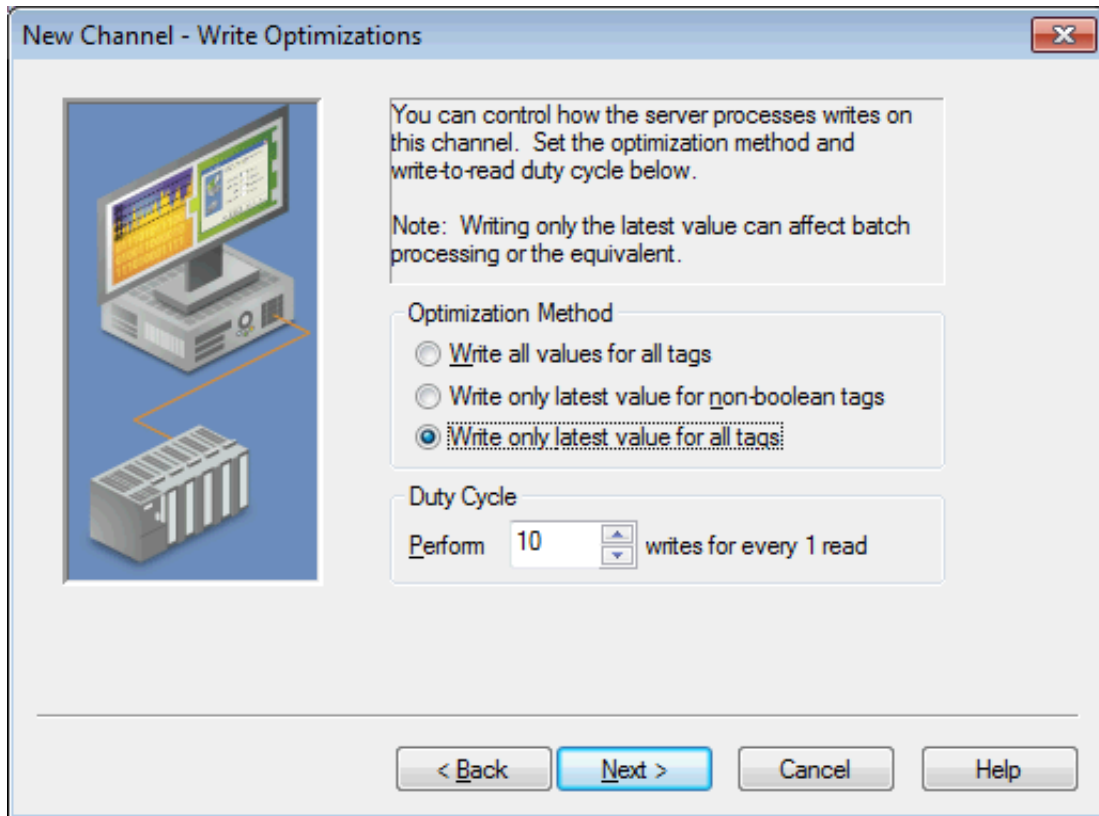 New Channel - Write Optimizations
You can control how the server processes writes on
this channel.  Set the optimization method and
write-to-read duty cycle below.
Note:  Writing only the latest value can affect batch
processing or the equivalent.
Optimization Method
Write all values for all tags
Write only latest value for non-boolean tags
Write only latest value for all tags
Duty Cycle
Perform 10 writes for every 1 read
< Back Next > Cancel Help